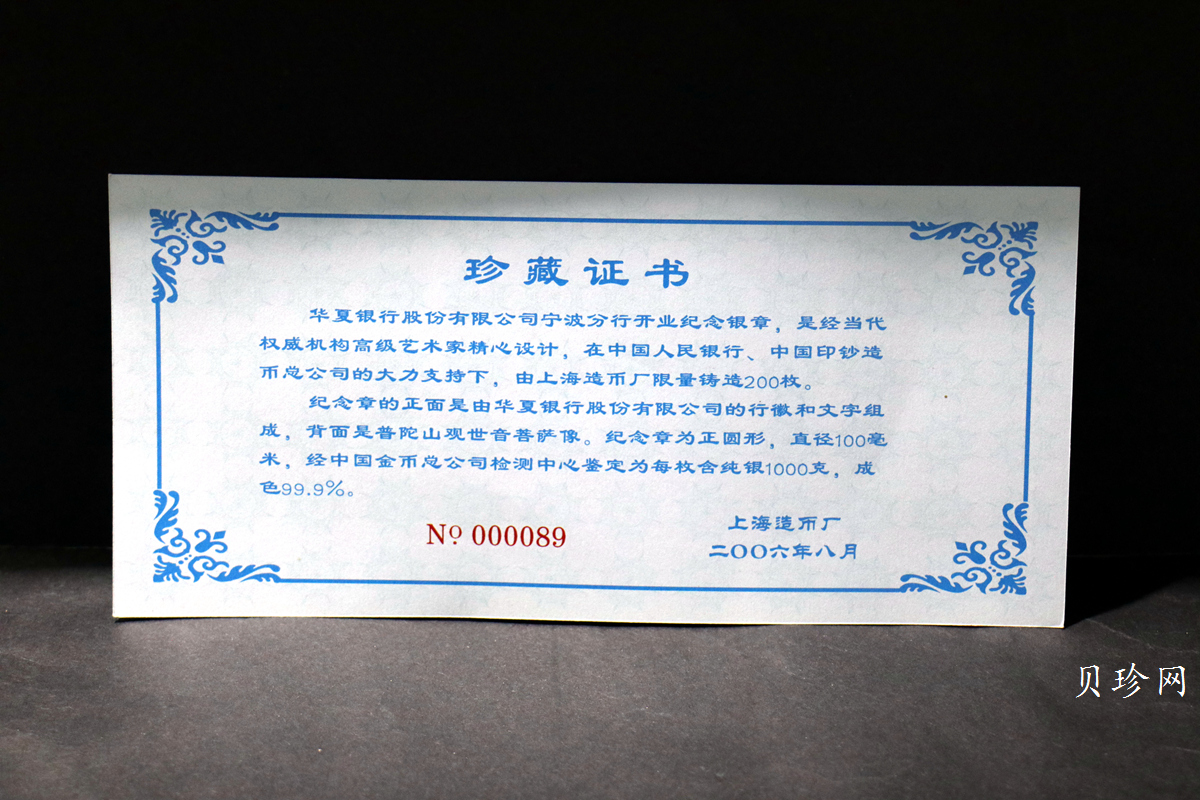 珍藏证书
华夏银行股份有限公司宁波分行开业纪念银章，是经当代
权威机构高级艺术家精心设计，在中国人民银行、中国印钞造
币总公司的大力支持下，由上海造币厂限量铸造200枚。
纪念章的正面是由华夏银行股份有限公司的行徽和文字组
成，背面是普陀山观世音菩萨像。纪念章为正圆形，直径100毫
米，经中国金币总公司检测中心鉴定为每枚含纯银1000克，成
色99.9%。
№ 000089
上海造币厂
二〇〇六年八月
贝珍网